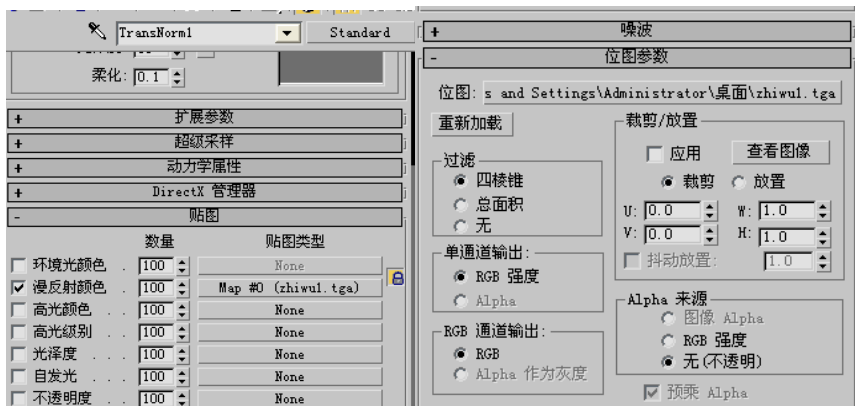 TransNorm1
Standard
柔化: 0.1
+ 扩展参数
+ 超级采样
+ 动力学属性
+ DirectX 管理器
- 贴图
数量 贴图类型
环境光颜色 . 100 None
漫反射颜色 . 100 Map #0 (zhiwu1.tga)
高光颜色 . . 100 None
高光级别 . . 100 None
光泽度 . . . 100 None
自发光 . . . 100 None
不透明度 . . 100 None
+ 噪波
- 位图参数
位图: s and Settings\Administrator\桌面\zhiwu1.tga
重新加载
过滤
四棱锥
总面积
无
单通道输出:
RGB 强度
Alpha
RGB 通道输出:
RGB
Alpha 作为灰度
裁剪/放置
应用 查看图像
裁剪 放置
U: 0.0 W: 1.0
V: 0.0 H: 1.0
抖动放置: 1.0
Alpha 来源
图像 Alpha
RGB 强度
无(不透明)
预乘 Alpha